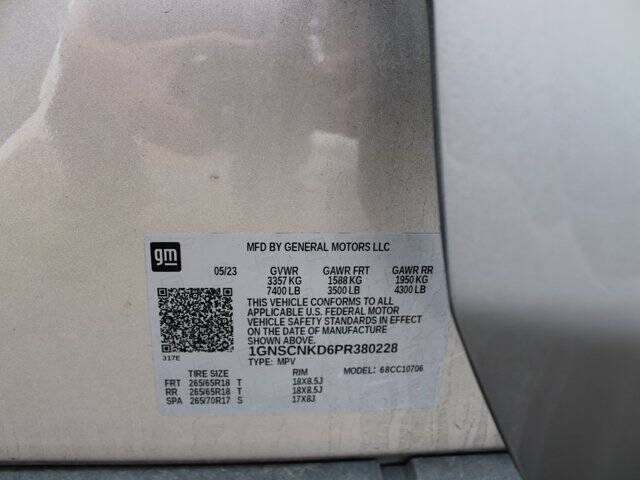 gm
MFD BY GENERAL MOTORS LLC
05/23 GVWR GAWR FRT GAWR RR
3357 KG 1588 KG 1950 KG
7400 LB 3500 LB 4300 LB
THIS VEHICLE CONFORMS TO ALL
APPLICABLE U.S. FEDERAL MOTOR
VEHICLE SAFETY STANDARDS IN EFFECT
ON THE DATE OF MANUFACTURE
SHOWN ABOVE.
317E
1GNSCNKD6PR380228
TYPE: MPV MODEL: 68CC10706
TIRE SIZE RIM
FRT 265/65R18 T 18X8.5J
RR 265/65R18 T 18X8.5J
SPA 265/70R17 S 17X8J